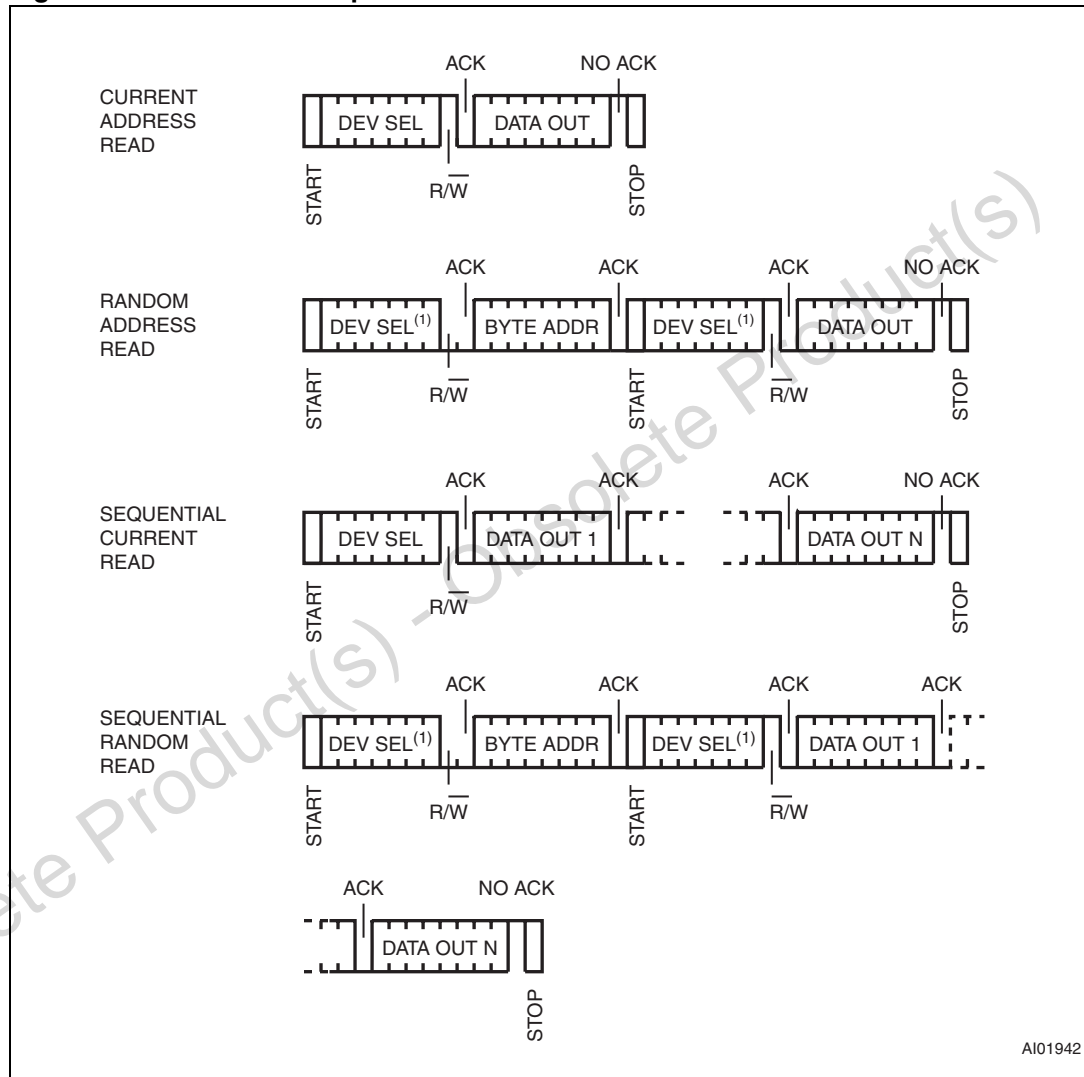 CURRENT
ADDRESS
READ
ACK NO ACK
DEV SEL DATA OUT
START R/W̅ STOP
RANDOM
ADDRESS
READ
ACK ACK ACK NO ACK
DEV SEL(1) BYTE ADDR DEV SEL(1) DATA OUT
START R/W̅ START R̅/W STOP
SEQUENTIAL
CURRENT
READ
ACK ACK ACK NO ACK
DEV SEL DATA OUT 1 DATA OUT N
START R/W̅ STOP
SEQUENTIAL
RANDOM
READ
ACK ACK ACK ACK
DEV SEL(1) BYTE ADDR DEV SEL(1) DATA OUT 1
START R/W̅ START R̅/W
ACK NO ACK
DATA OUT N
STOP
AI01942
ete Product(s) - Obsolete Product(s)